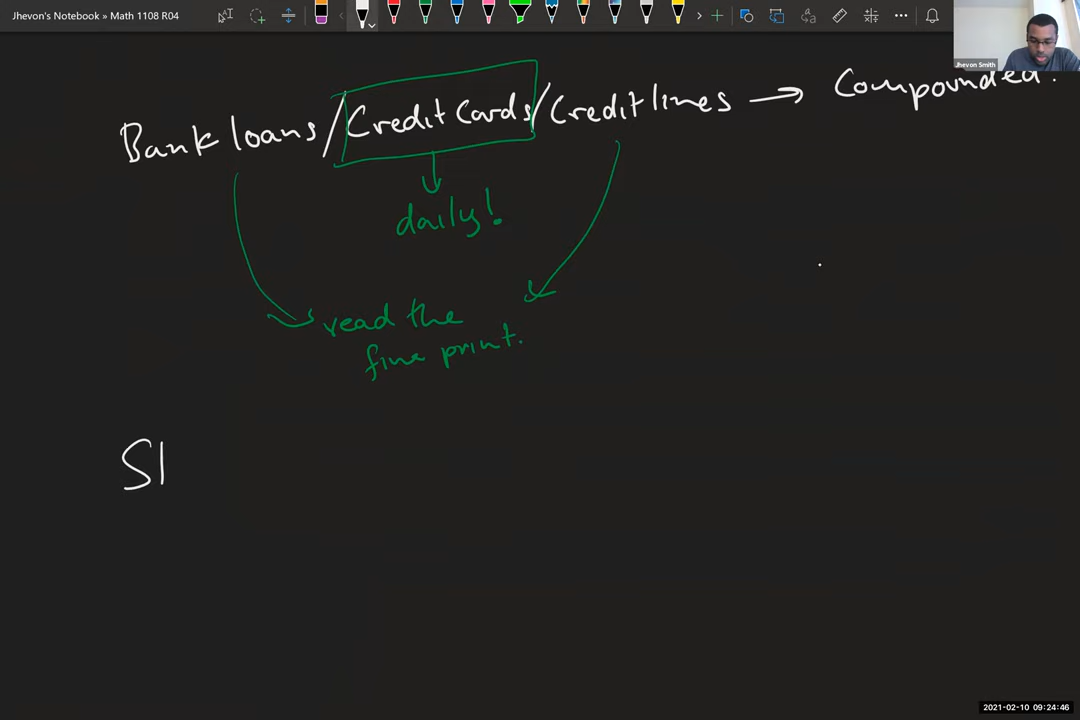 Jhevon's Notebook » Math 1108 R04
Jhevon Smith
Bank loans/Credit Cards/Credit lines → Compounded.
daily!
read the
fine print.
SI
2021-02-10 09:24:46